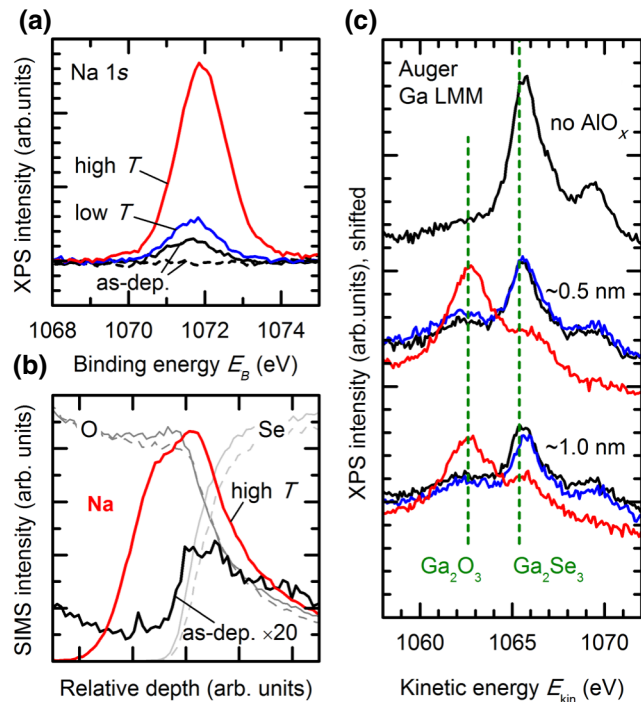 (a)
Na 1s
high T
low T
as-dep.
XPS intensity (arb.units)
1068 1070 1072 1074
Binding energy E_B (eV)
(b)
O
Se
Na
high T
as-dep. ×20
SIMS intensity (arb. units)
Relative depth (arb. units)
(c)
Auger
Ga LMM
no AlOₓ
~0.5 nm
~1.0 nm
Ga₂O₃
Ga₂Se₃
XPS intensity (arb.units), shifted
1060 1065 1070
Kinetic energy E_kin (eV)